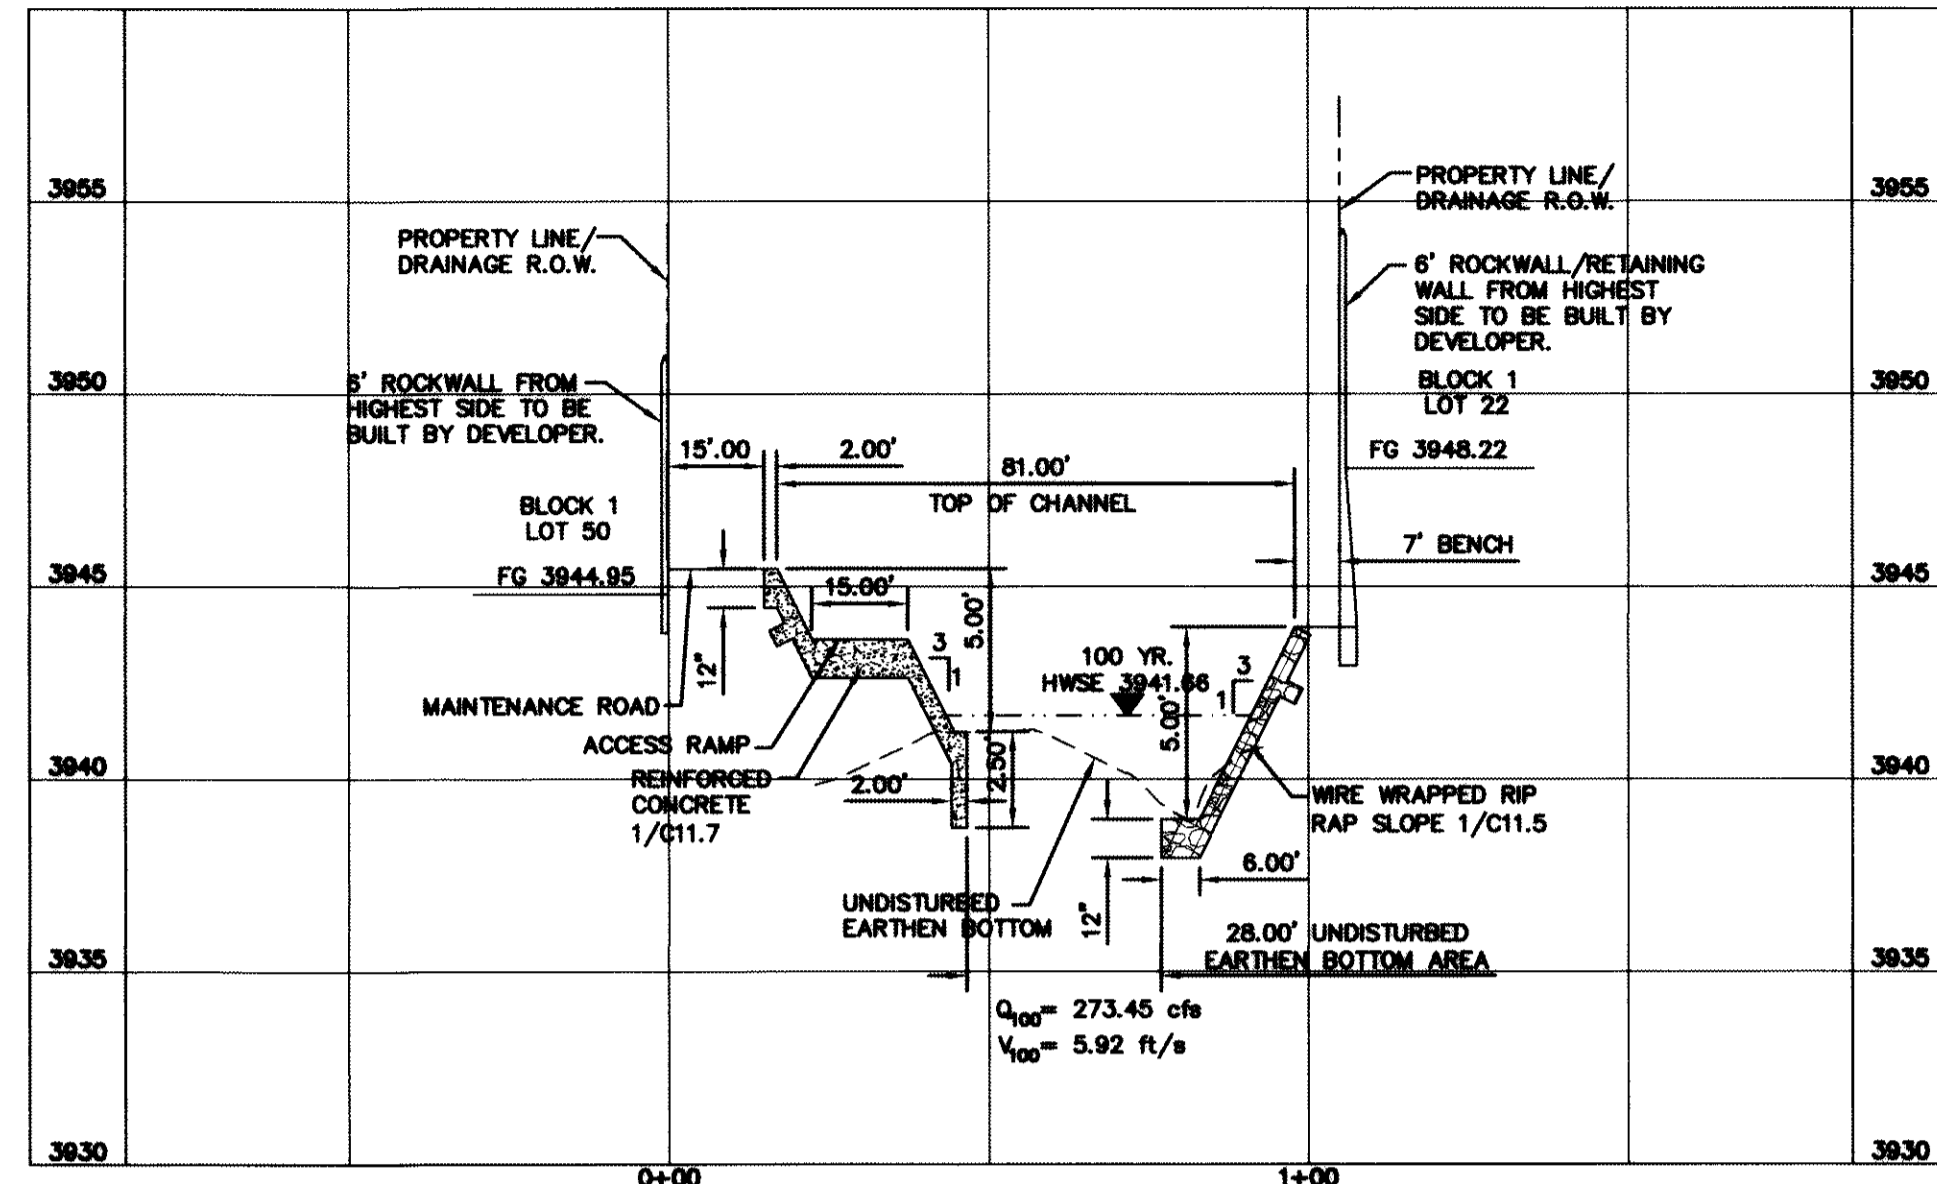 3955
3955
PROPERTY LINE/
DRAINAGE R.O.W.
PROPERTY LINE/
DRAINAGE R.O.W.
6' ROCKWALL/RETAINING
WALL FROM HIGHEST
SIDE TO BE BUILT BY
DEVELOPER.
3950
3950
6' ROCKWALL FROM
HIGHEST SIDE TO BE
BUILT BY DEVELOPER.
BLOCK 1
LOT 22
FG 3948.22
15'.00
2.00'
81.00'
TOP OF CHANNEL
BLOCK 1
LOT 50
7' BENCH
FG 3944.95
3945
3945
15.00'
5.00'
12"
3
1
100 YR.
HWSE 3941.66
3
1
5.00'
MAINTENANCE ROAD
ACCESS RAMP
REINFORCED
CONCRETE
1/C11.7
2.00'
2.50'
3940
3940
WIRE WRAPPED RIP
RAP SLOPE 1/C11.5
6.00'
12"
UNDISTURBED
EARTHEN BOTTOM
28.00' UNDISTURBED
EARTHEN BOTTOM AREA
3935
3935
Q100= 273.45 cfs
V100= 5.92 ft/s
3930
3930
0+00
1+00